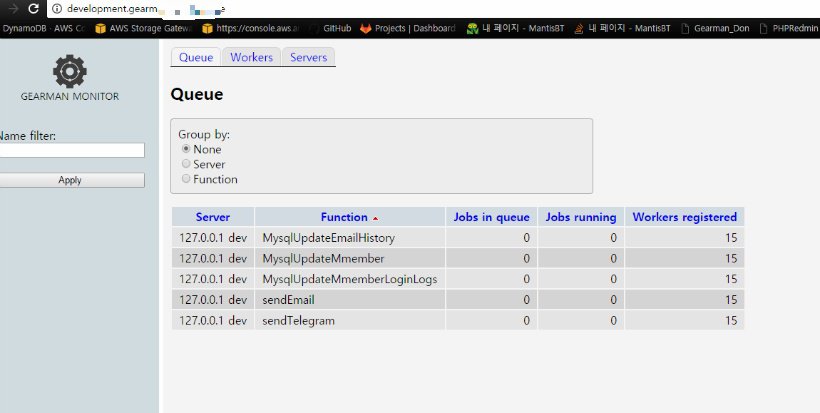 development.gearm
DynamoDB · AWS Co
AWS Storage Gatew
https://console.aws.a
GitHub
Projects | Dashboard
내 페이지 - MantisBT
내 페이지 - MantisBT
Gearman_Don
PHPRedmin
GEARMAN MONITOR
Name filter:
Apply
Queue
Workers
Servers
Queue
Group by:
None
Server
Function
Server Function Jobs in queue Jobs running Workers registered
127.0.0.1 dev MysqlUpdateEmailHistory 0 0 15
127.0.0.1 dev MysqlUpdateMmember 0 0 15
127.0.0.1 dev MysqlUpdateMmemberLoginLogs 0 0 15
127.0.0.1 dev sendEmail 0 0 15
127.0.0.1 dev sendTelegram 0 0 15